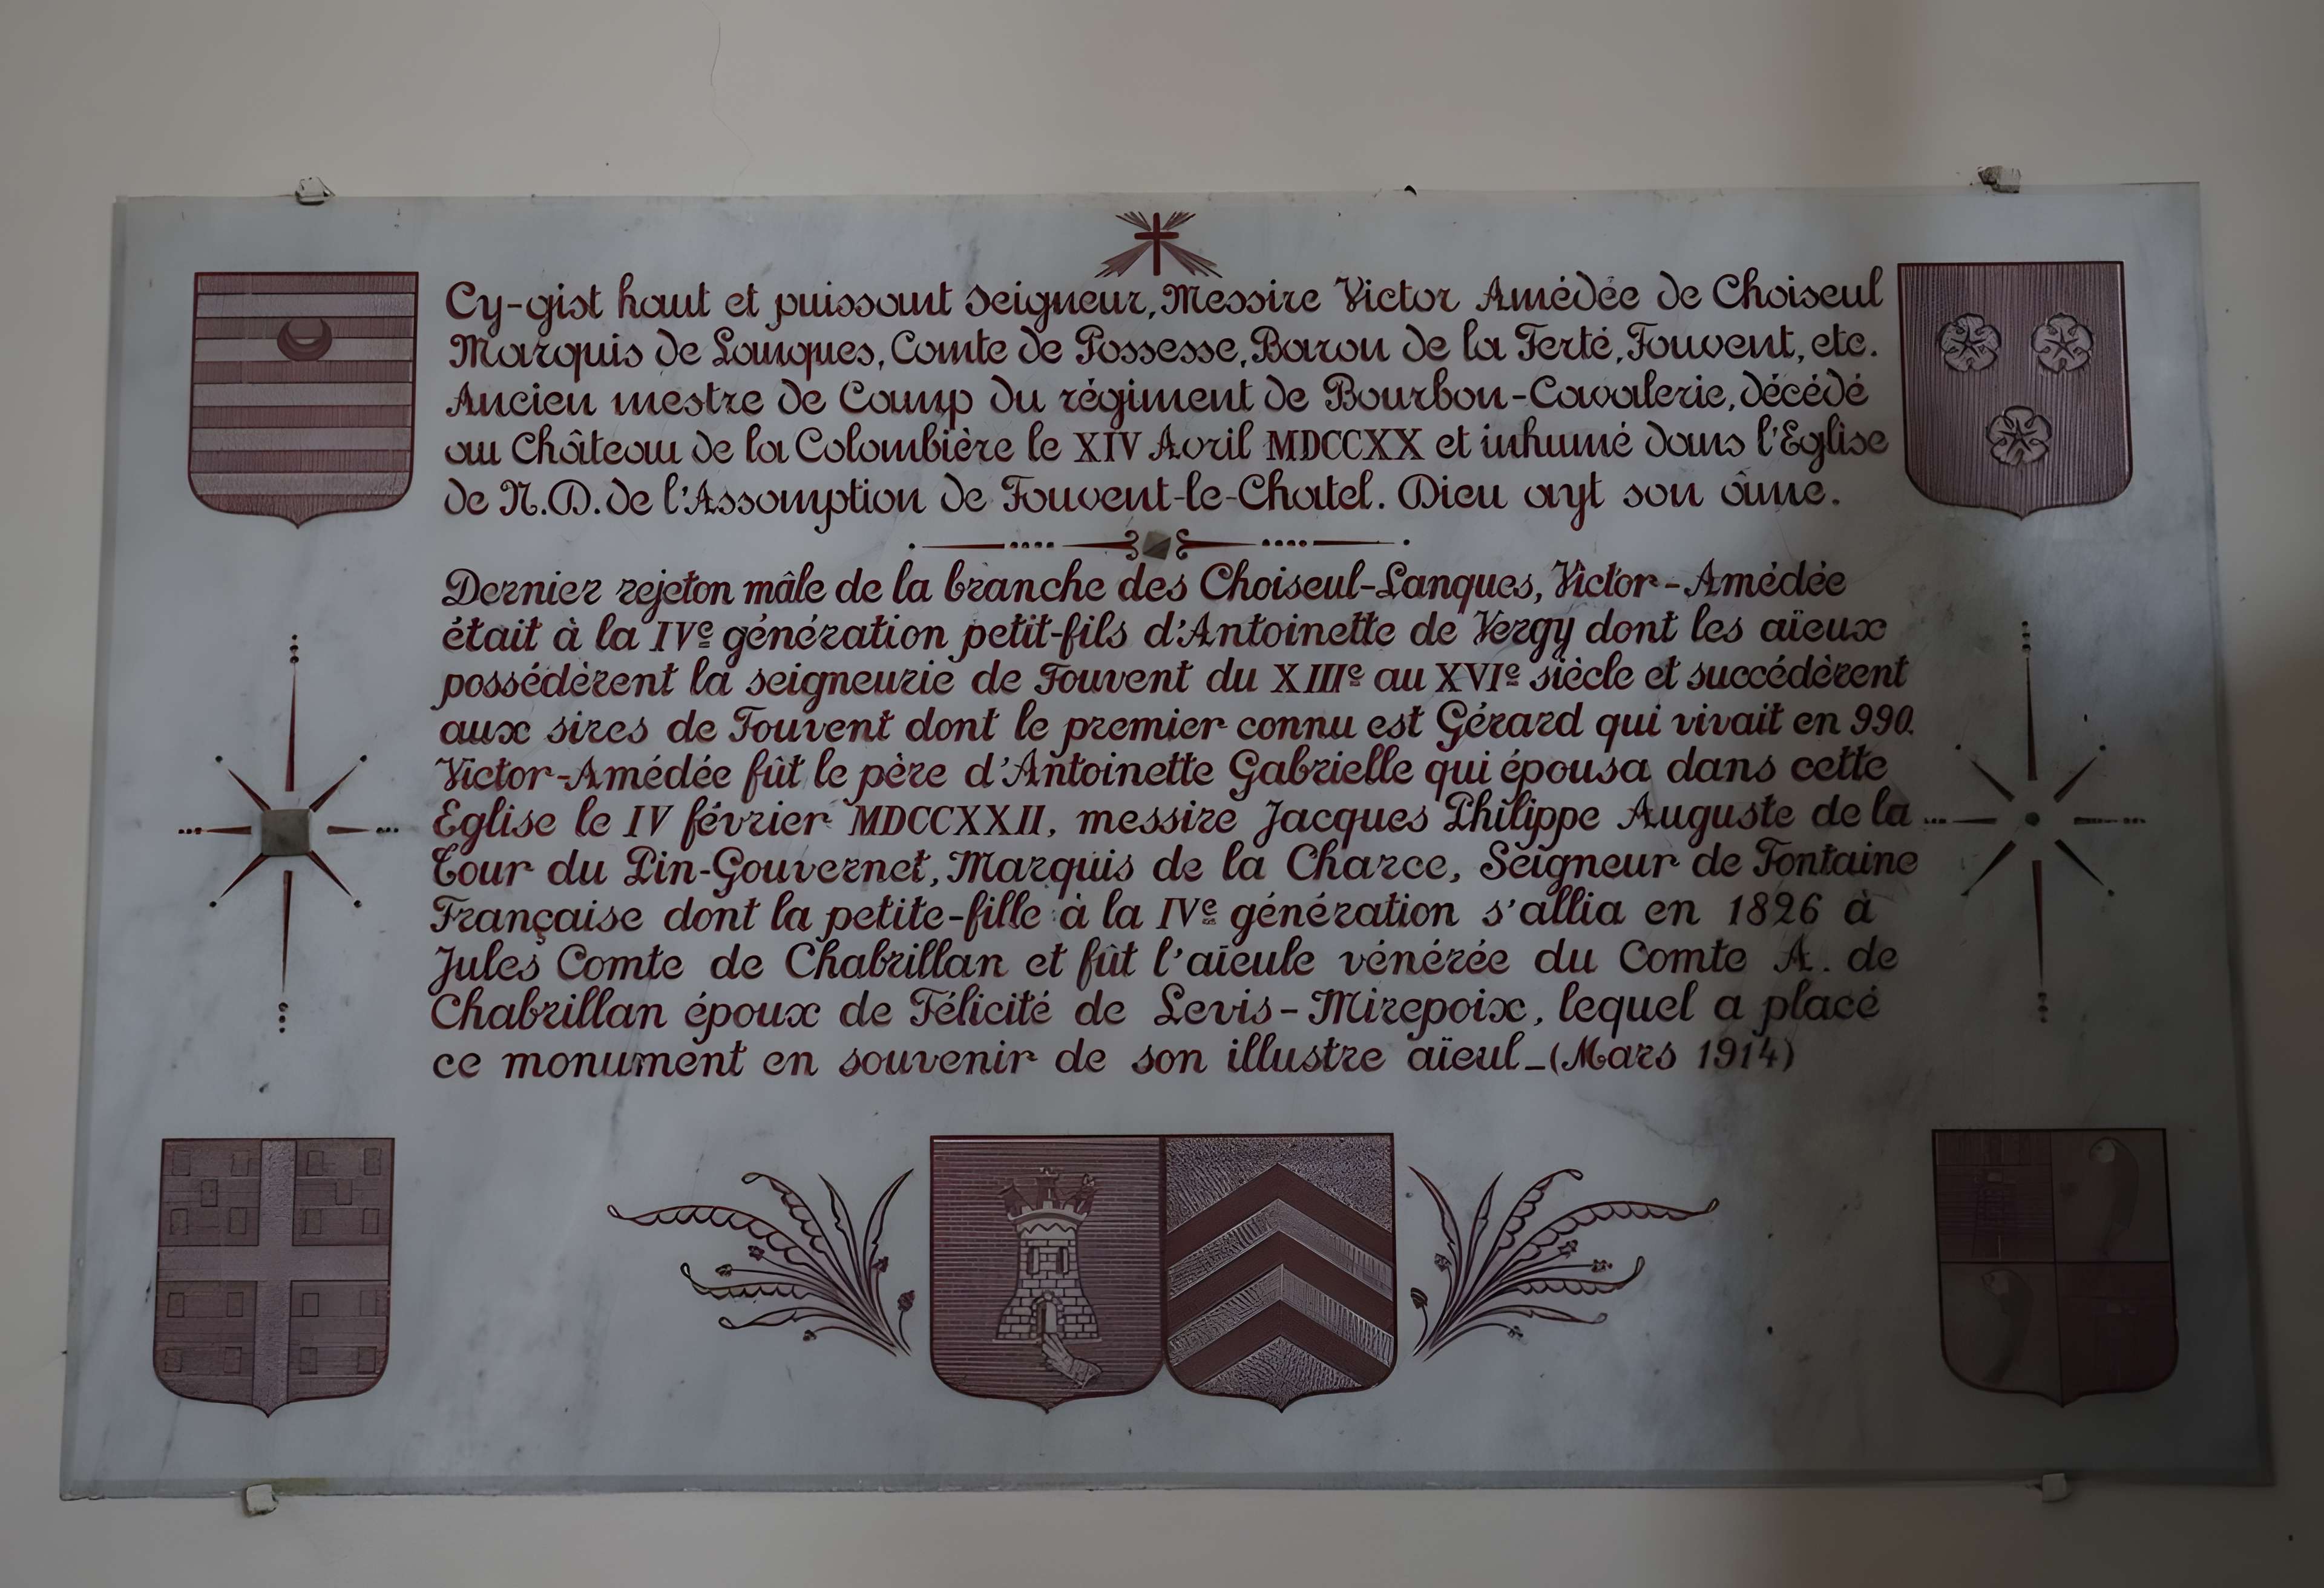 Cy-gist haut et puissant Seigneur, Messire Victor Amédée de Choiseul
Marquis de Lanques, Comte de Possesse, Baron de la Ferté, Fouvent, etc.
Ancien mestre de Camp du régiment de Bourbon-Cavalerie, décédé
au Château de la Colombière le XIV Avril MDCCXX et inhumé dans l'Eglise
de N.D. de l'Assomption de Fouvent-le-Chatel. Dieu ayt son âme.
Dernier rejeton mâle de la branche des Choiseul-Lanques, Victor-Amédée
était à la IVe génération petit-fils d'Antoinette de Vergy dont les aïeux
possédèrent la seigneurie de Fouvent du XIIIe au XVIe siècle et succédèrent
aux sires de Fouvent dont le premier connu est Gérard qui vivait en 990.
Victor-Amédée fût le père d'Antoinette Gabrielle qui épousa dans cette
Eglise le IV février MDCCXXII, messire Jacques Philippe Auguste de la
Tour du Pin-Gouvernet, Marquis de la Charce, Seigneur de Fontaine
Française dont la petite-fille à la IVe génération s'allia en 1826 à
Jules Comte de Chabrillan et fût l'aïeule vénérée du Comte A. de
Chabrillan époux de Félicité de Levis-Mirepoix, lequel a placé
ce monument en souvenir de son illustre aïeul_(Mars 1914)